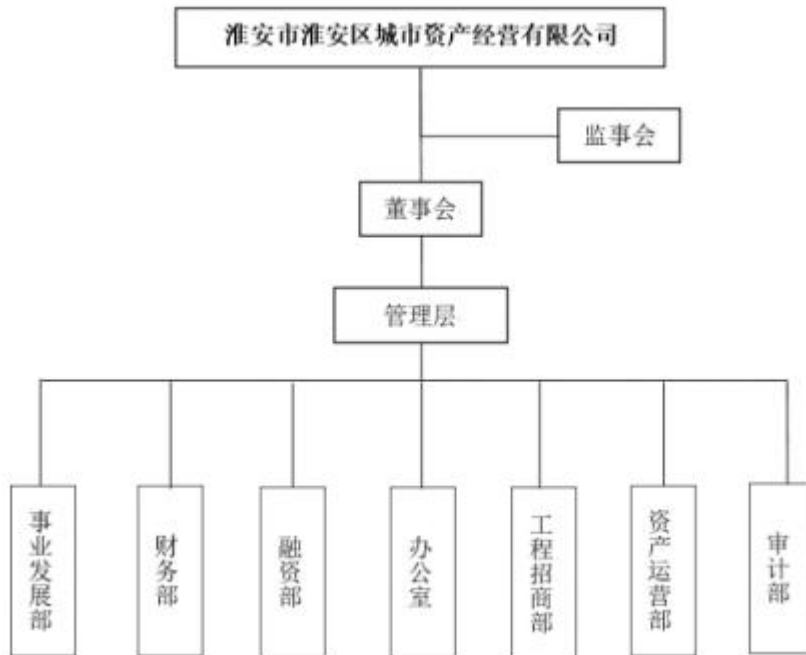 淮安市淮安区城市资产经营有限公司
监事会
董事会
管理层
事业发展部
财务部
融资部
办公室
工程招商部
资产运营部
审计部